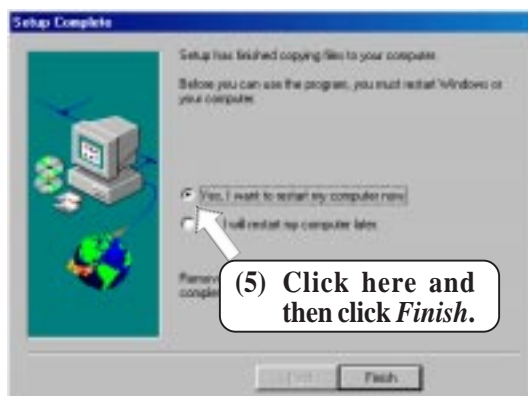 Setup Complete
Setup has finished copying files to your computer.
Before you can use the program, you must restart Windows or
your computer.
Yes, I want to restart my computer now.
I will restart my computer later.
Remove
(5) Click here and
then click Finish.
Finish